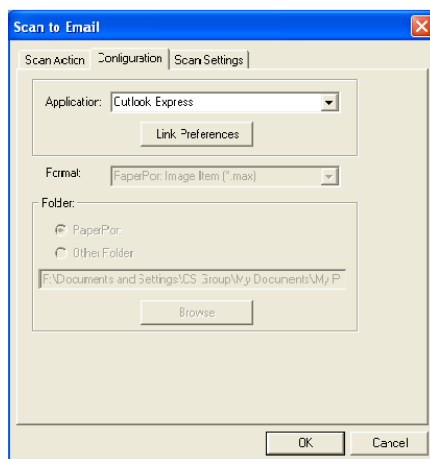 Scan to Email
Scan Action Configuration Scan Settings
Application: Outlook Express
Link Preferences
Format: PaperPort Image Item (*.max)
Folder:
PaperPort
Other Folder
F:\Documents and Settings\CS Group\My Documents\My P
Browse
OK Cancel